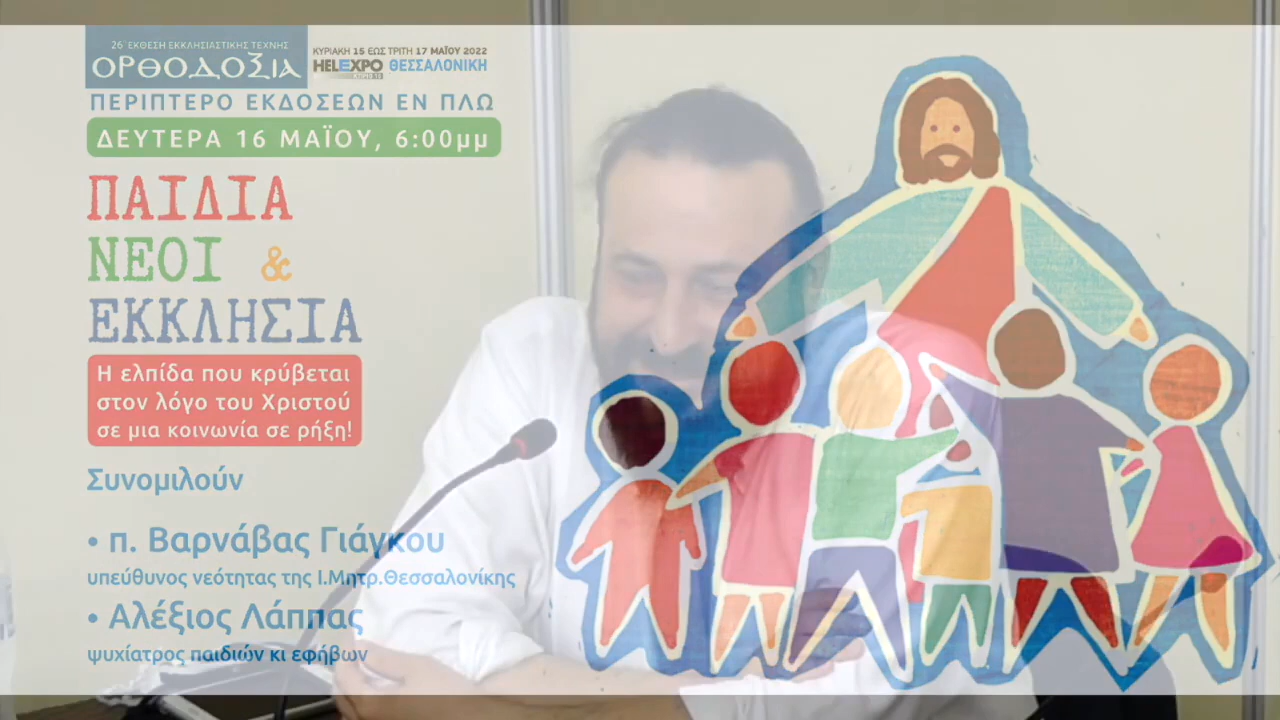 26η ΕΚΘΕΣΗ ΕΚΚΛΗΣΙΑΣΤΙΚΗΣ ΤΕΧΝΗΣ
ΟΡΘΟΔΟΞΙΑ
ΚΥΡΙΑΚΗ 15 ΕΩΣ ΤΡΙΤΗ 17 ΜΑΪΟΥ 2022
HELEXPO ΘΕΣΣΑΛΟΝΙΚΗ
ΠΕΡΙΠΤΕΡΟ ΕΚΔΟΣΕΩΝ ΕΝ ΠΛΩ
ΔΕΥΤΕΡΑ 16 ΜΑΪΟΥ, 6:00μμ
ΠΑΙΔΙΑ
ΝΕΟΙ &
ΕΚΚΛΗΣΙΑ
Η ελπίδα που κρύβεται
στον λόγο του Χριστού
σε μια κοινωνία σε ρήξη!
Συνομιλούν
• π. Βαρνάβας Γιάγκου
υπεύθυνος νεότητας της Ι.Μητρ.Θεσσαλονίκης
• Αλέξιος Λάππας
ψυχίατρος παιδιών κι εφήβων